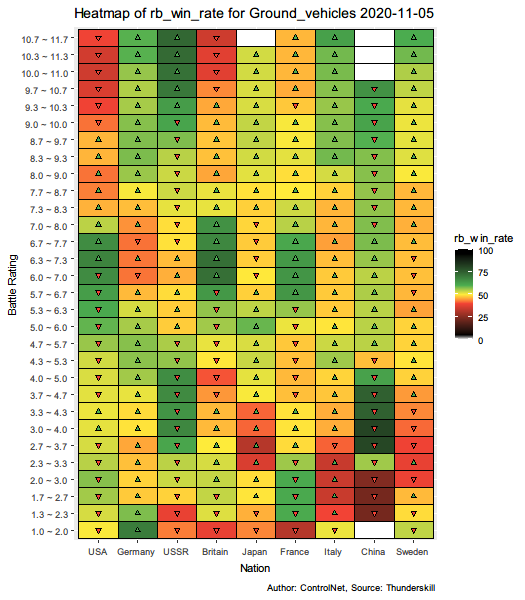 Heatmap of rb_win_rate for Ground_vehicles 2020-11-05
Battle Rating
10.7 ~ 11.7
10.3 ~ 11.3
10.0 ~ 11.0
9.7 ~ 10.7
9.3 ~ 10.3
9.0 ~ 10.0
8.7 ~ 9.7
8.3 ~ 9.3
8.0 ~ 9.0
7.7 ~ 8.7
7.3 ~ 8.3
7.0 ~ 8.0
6.7 ~ 7.7
6.3 ~ 7.3
6.0 ~ 7.0
5.7 ~ 6.7
5.3 ~ 6.3
5.0 ~ 6.0
4.7 ~ 5.7
4.3 ~ 5.3
4.0 ~ 5.0
3.7 ~ 4.7
3.3 ~ 4.3
3.0 ~ 4.0
2.7 ~ 3.7
2.3 ~ 3.3
2.0 ~ 3.0
1.7 ~ 2.7
1.3 ~ 2.3
1.0 ~ 2.0
USA Germany USSR Britain Japan France Italy China Sweden
Nation
rb_win_rate
100
75
50
25
0
Author: ControlNet, Source: Thunderskill